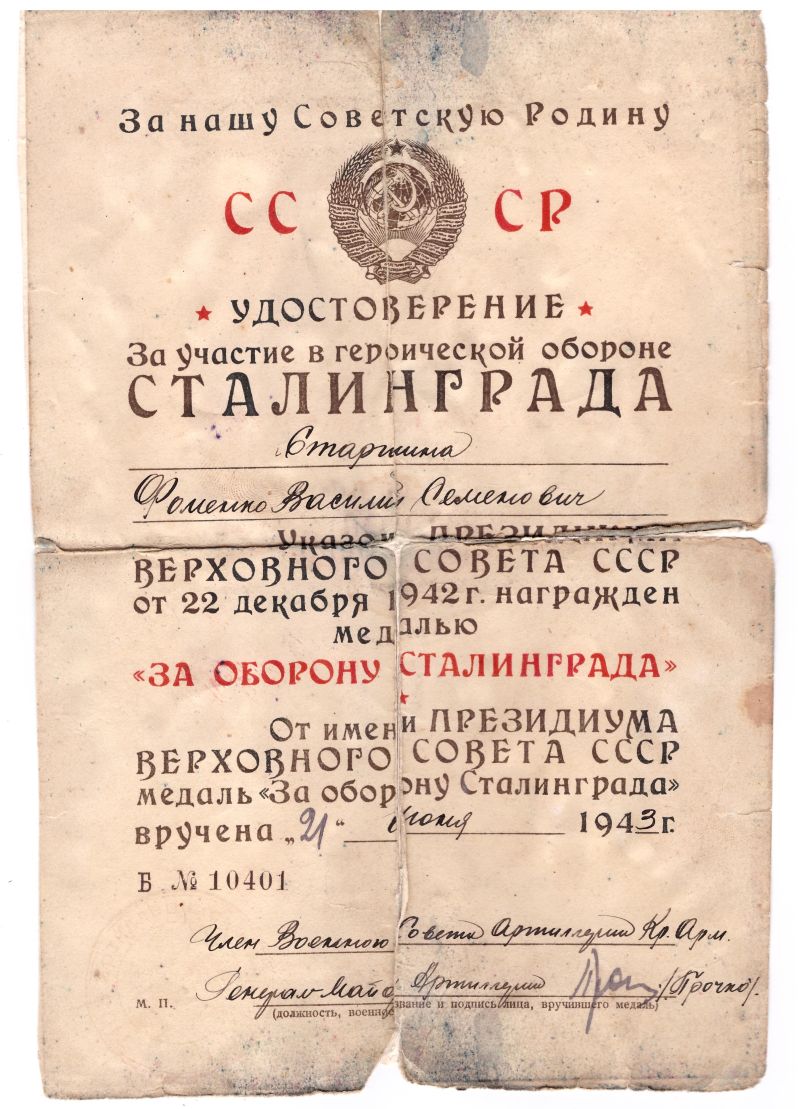 За нашу Советскую Родину
СС СР
УДОСТОВЕРЕНИЕ
За участие в героической обороне
СТАЛИНГРАДА
Старшина
Фоменко Василий Семенович
Указом ПРЕЗИДИУМА
ВЕРХОВНОГО СОВЕТА СССР
от 22 декабря 1942 г. награжден
медалью
«ЗА ОБОРОНУ СТАЛИНГРАДА»
От имени ПРЕЗИДИУМА
ВЕРХОВНОГО СОВЕТА СССР
медаль «За оборону Сталинграда»
вручена „21“ июня 1943 г.
Б № 10401
Член Военного Совета Артиллерии Кр. Арм.
Генерал-Майор Артиллерии /Прочко/.
М. П. (должность, военное звание и подпись лица, вручившего медаль)